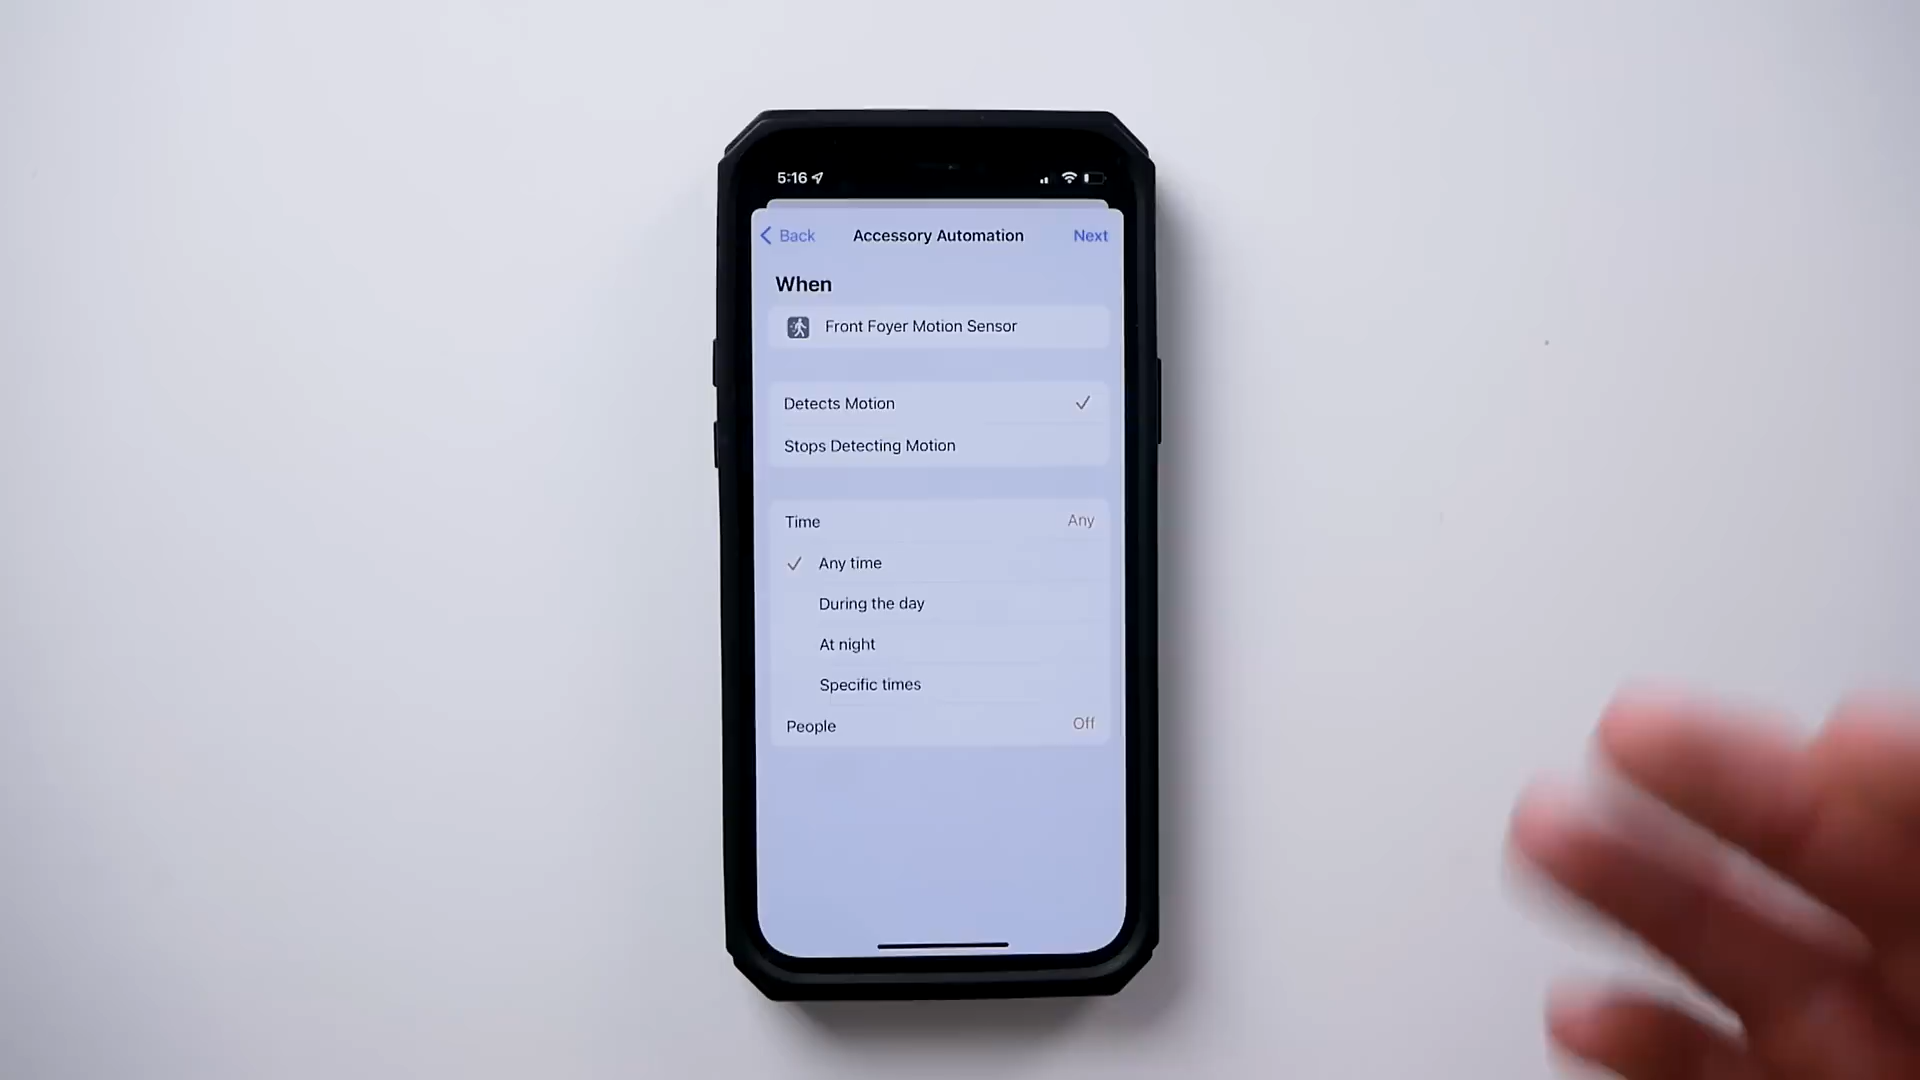 5:16
Back
Accessory Automation
Next
When
Front Foyer Motion Sensor
Detects Motion
Stops Detecting Motion
Time
Any
Any time
During the day
At night
Specific times
People
Off